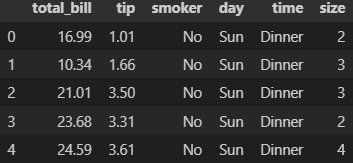 total_bill tip smoker day time size
0 16.99 1.01 No Sun Dinner 2
1 10.34 1.66 No Sun Dinner 3
2 21.01 3.50 No Sun Dinner 3
3 23.68 3.31 No Sun Dinner 2
4 24.59 3.61 No Sun Dinner 4